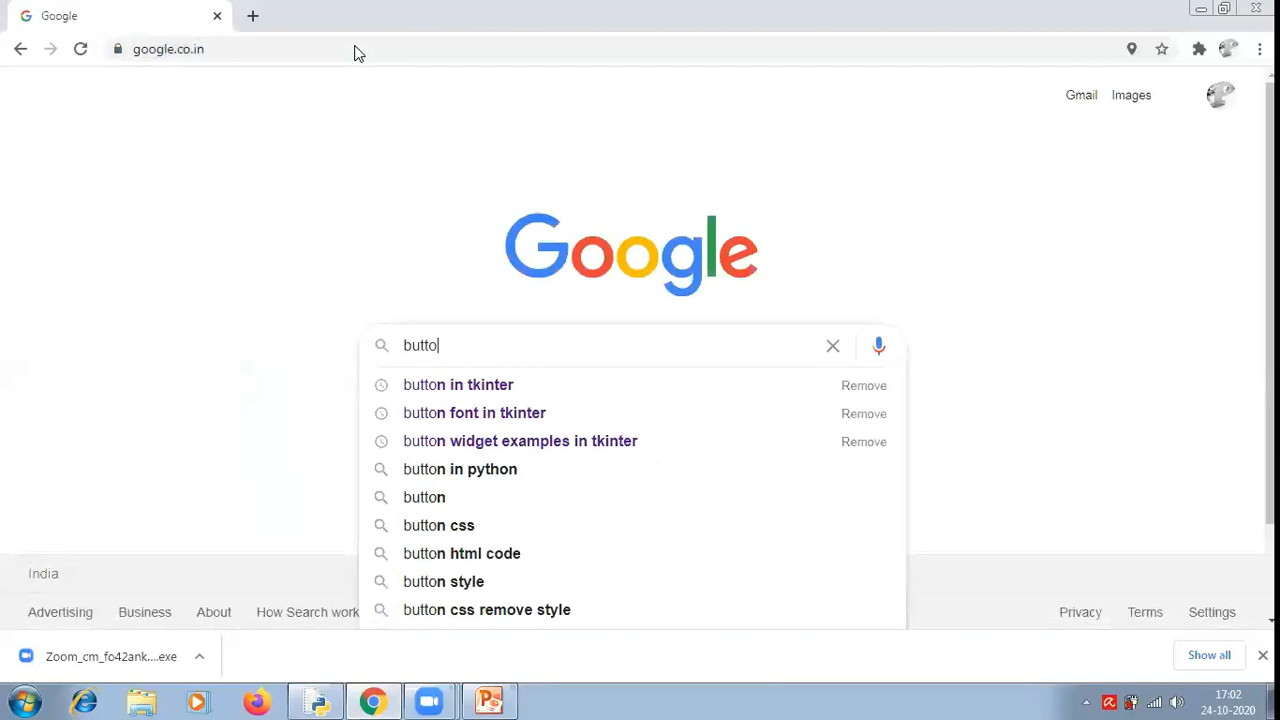 Google
google.co.in
Gmail Images
Google
butto
button in tkinter Remove
button font in tkinter Remove
button widget examples in tkinter Remove
button in python
button
button css
button html code
button style
button css remove style
India
Advertising Business About How Search work Privacy Terms Settings
Zoom_cm_fo42ank....exe Show all
17:02
24-10-2020